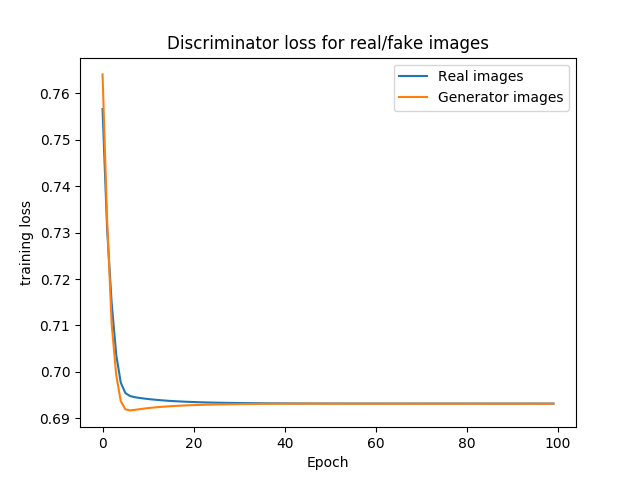 Discriminator loss for real/fake images
Real images
Generator images
0.76
0.75
0.74
0.73
0.72
0.71
0.70
0.69
training loss
0
20
40
60
80
100
Epoch